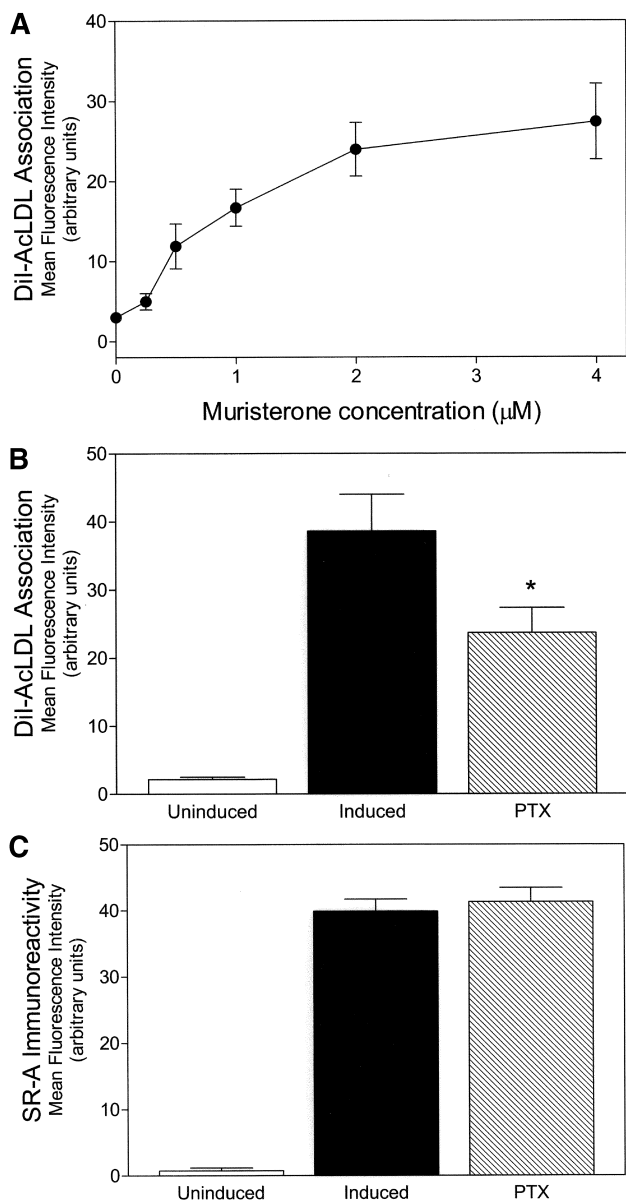 A
DiI-AcLDL Association
Mean Fluorescence Intensity
(arbitrary units)
40
30
20
10
0
0 1 2 3 4
Muristerone concentration (μM)
B
DiI-AcLDL Association
Mean Fluorescence Intensity
(arbitrary units)
50
40
30
20
10
0
*
Uninduced Induced PTX
C
SR-A Immunoreactivity
Mean Fluorescence Intensity
(arbitrary units)
50
40
30
20
10
0
Uninduced Induced PTX